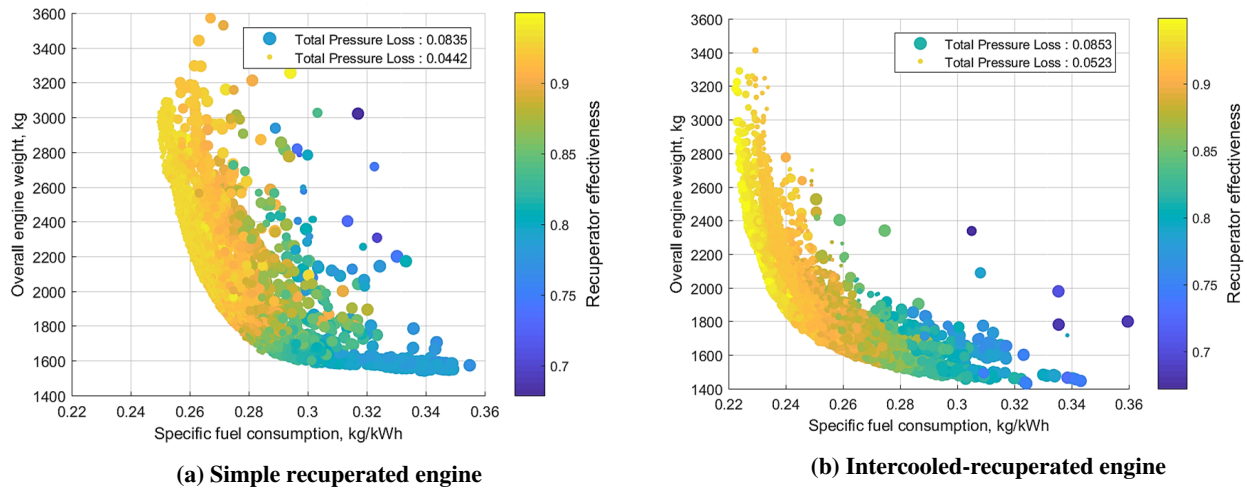 3600
3400
3200
3000
2800
2600
2400
2200
2000
1800
1600
1400
Overall engine weight, kg
0.22 0.24 0.26 0.28 0.3 0.32 0.34 0.36
Specific fuel consumption, kg/kWh
Total Pressure Loss : 0.0835
Total Pressure Loss : 0.0442
0.9
0.85
0.8
0.75
0.7
Recuperator effectiveness
(a) Simple recuperated engine
3600
3400
3200
3000
2800
2600
2400
2200
2000
1800
1600
1400
Overall engine weight, kg
0.22 0.24 0.26 0.28 0.3 0.32 0.34 0.36
Specific fuel consumption, kg/kWh
Total Pressure Loss : 0.0853
Total Pressure Loss : 0.0523
0.9
0.85
0.8
0.75
0.7
Recuperator effectiveness
(b) Intercooled-recuperated engine